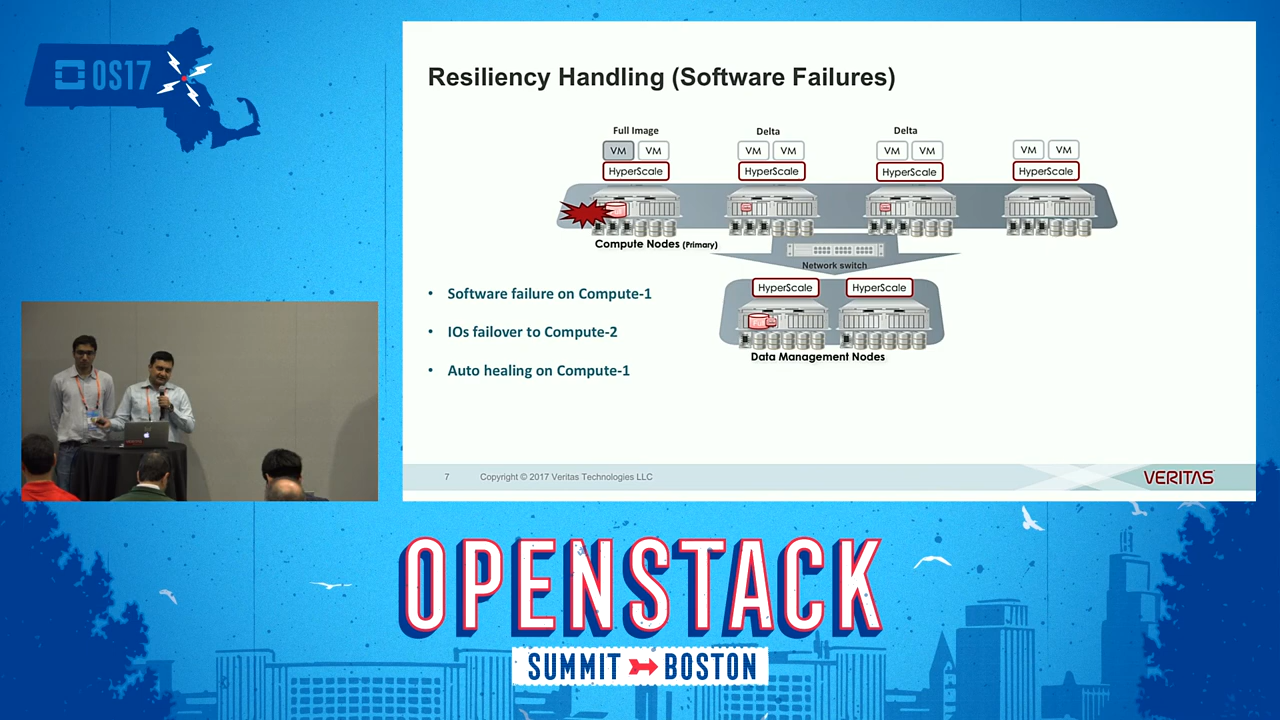 OS17
Resiliency Handling (Software Failures)
Full Image
Delta
Delta
VM VM
VM VM
VM VM
VM VM
HyperScale
HyperScale
HyperScale
HyperScale
Compute Nodes (Primary)
Network switch
HyperScale
HyperScale
Data Management Nodes
• Software failure on Compute-1
• IOs failover to Compute-2
• Auto healing on Compute-1
7 Copyright © 2017 Veritas Technologies LLC
VERITAS
OPENSTACK
SUMMIT BOSTON